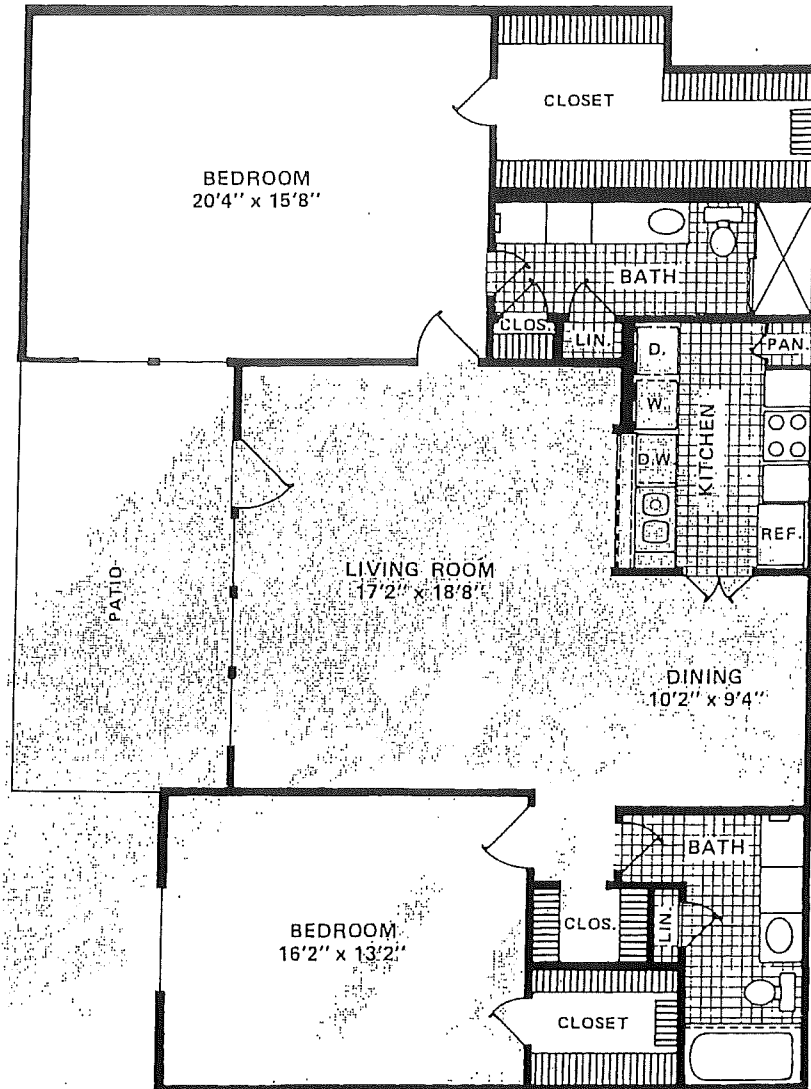 CLOSET
BEDROOM
20'4" x 15'8"
BATH
CLOS.
LIN.
D.
PAN.
W.
KITCHEN
D.W.
REF.
LIVING ROOM
17'2" x 18'8"
PATIO
DINING
10'2" x 9'4"
BATH
BEDROOM
16'2" x 13'2"
CLOS.
LIN.
CLOSET